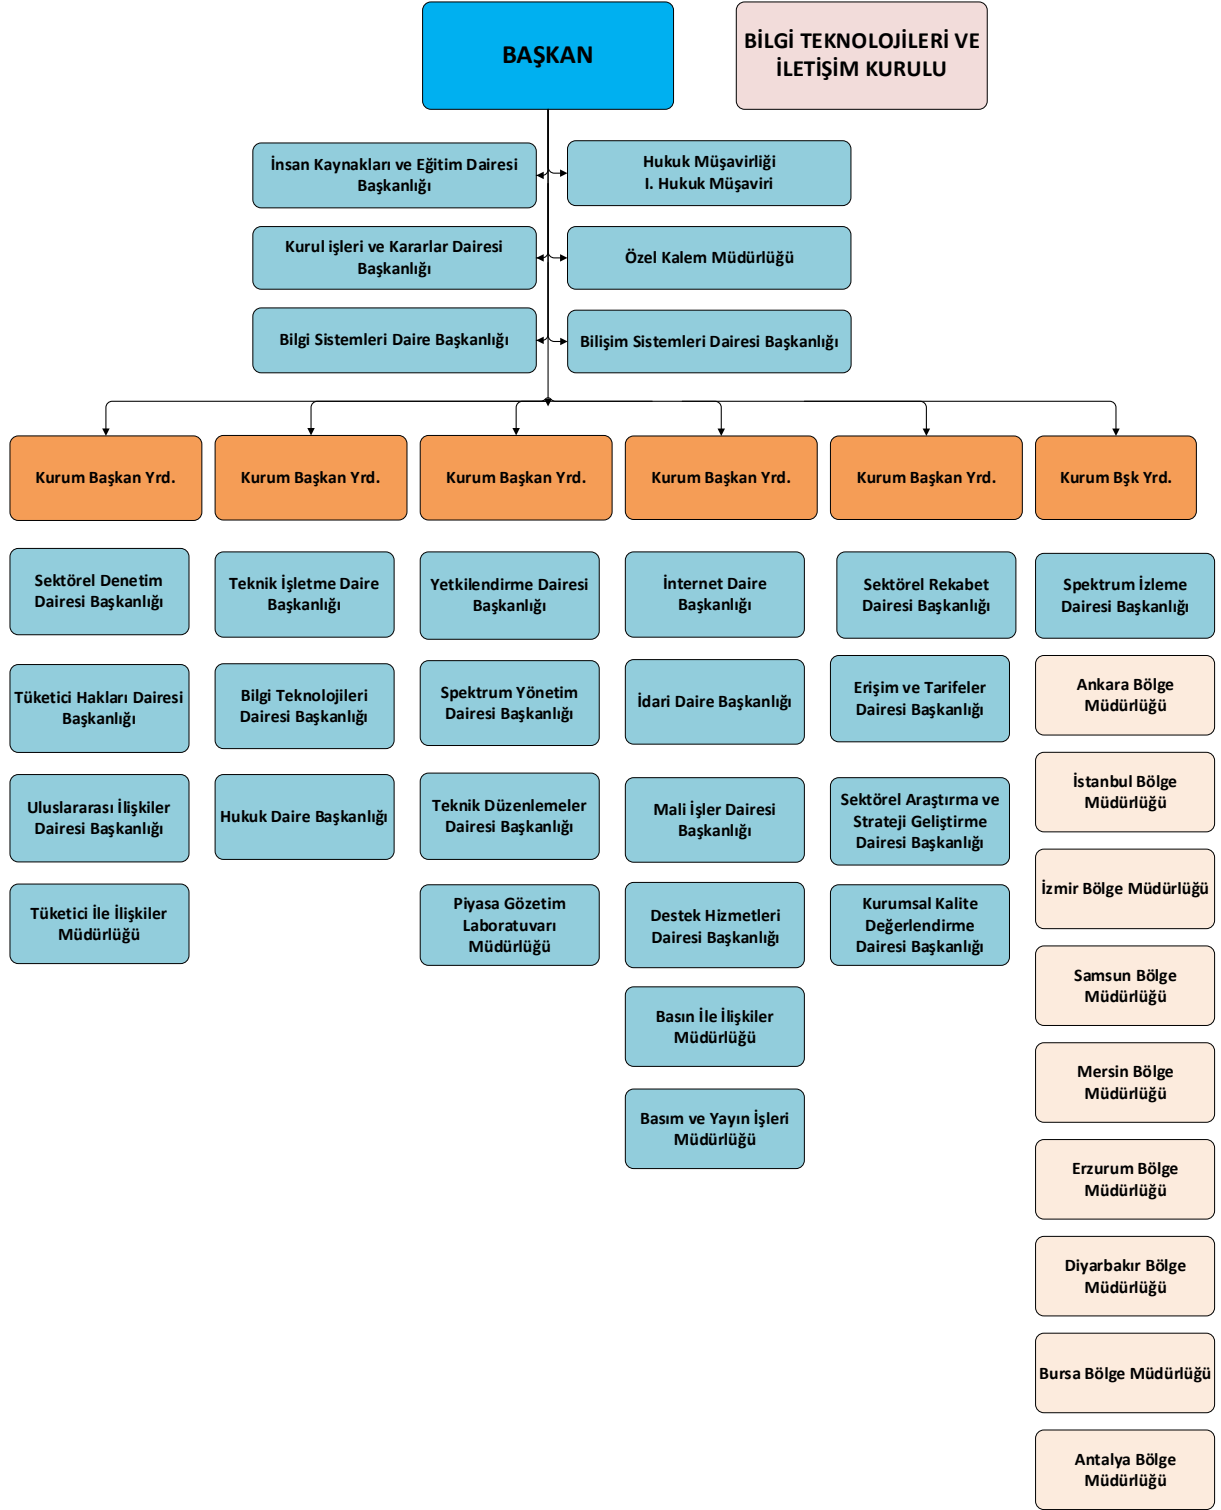 BAŞKAN
BİLGİ TEKNOLOJİLERİ VE
İLETİŞİM KURULU
İnsan Kaynakları ve Eğitim Dairesi
Başkanlığı
Hukuk Müşavirliği
I. Hukuk Müşaviri
Kurul işleri ve Kararlar Dairesi
Başkanlığı
Özel Kalem Müdürlüğü
Bilgi Sistemleri Daire Başkanlığı
Bilişim Sistemleri Dairesi Başkanlığı
Kurum Başkan Yrd.
Kurum Başkan Yrd.
Kurum Başkan Yrd.
Kurum Başkan Yrd.
Kurum Başkan Yrd.
Kurum Bşk Yrd.
Sektörel Denetim
Dairesi Başkanlığı
Tüketici Hakları Dairesi
Başkanlığı
Uluslararası İlişkiler
Dairesi Başkanlığı
Tüketici İle İlişkiler
Müdürlüğü
Teknik İşletme Daire
Başkanlığı
Bilgi Teknolojileri
Dairesi Başkanlığı
Hukuk Daire Başkanlığı
Yetkilendirme Dairesi
Başkanlığı
Spektrum Yönetim
Dairesi Başkanlığı
Teknik Düzenlemeler
Dairesi Başkanlığı
Piyasa Gözetim
Laboratuvarı
Müdürlüğü
İnternet Daire
Başkanlığı
İdari Daire Başkanlığı
Mali İşler Dairesi
Başkanlığı
Destek Hizmetleri
Dairesi Başkanlığı
Basın İle İlişkiler
Müdürlüğü
Basım ve Yayın İşleri
Müdürlüğü
Sektörel Rekabet
Dairesi Başkanlığı
Erişim ve Tarifeler
Dairesi Başkanlığı
Sektörel Araştırma ve
Strateji Geliştirme
Dairesi Başkanlığı
Kurumsal Kalite
Değerlendirme
Dairesi Başkanlığı
Spektrum İzleme
Dairesi Başkanlığı
Ankara Bölge
Müdürlüğü
İstanbul Bölge
Müdürlüğü
İzmir Bölge Müdürlüğü
Samsun Bölge
Müdürlüğü
Mersin Bölge
Müdürlüğü
Erzurum Bölge
Müdürlüğü
Diyarbakır Bölge
Müdürlüğü
Bursa Bölge Müdürlüğü
Antalya Bölge
Müdürlüğü